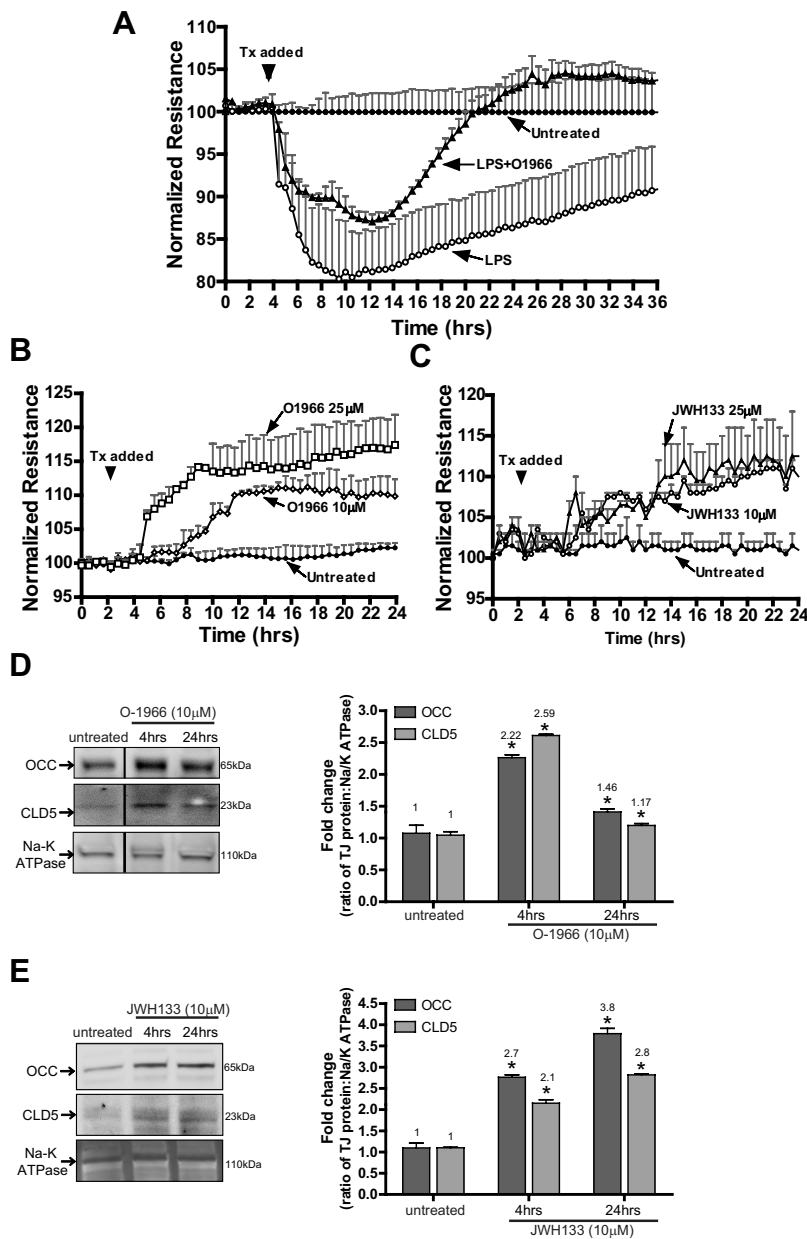 A
Normalized Resistance
110
105
100
95
90
85
80
Tx added
Untreated
LPS+O1966
LPS
0 2 4 6 8 10 12 14 16 18 20 22 24 26 28 30 32 34 36
Time (hrs)
B
Normalized Resistance
125
120
115
110
105
100
95
Tx added
O1966 25µM
O1966 10µM
Untreated
0 2 4 6 8 10 12 14 16 18 20 22 24
Time (hrs)
C
Normalized Resistance
120
115
110
105
100
95
Tx added
JWH133 25µM
JWH133 10µM
Untreated
0 2 4 6 8 10 12 14 16 18 20 22 24
Time (hrs)
D
O-1966 (10µM)
untreated 4hrs 24hrs
OCC 65kDa
CLD5 23kDa
Na-K
ATPase 110kDa
Fold change
(ratio of TJ protein:Na/K ATPase)
3.0
2.5
2.0
1.5
1.0
0.5
0.0
OCC
CLD5
1 1
2.22 2.59
* *
1.46 1.17
* *
untreated 4hrs 24hrs
O-1966 (10µM)
E
JWH133 (10µM)
untreated 4hrs 24hrs
OCC 65kDa
CLD5 23kDa
Na-K
ATPase 110kDa
Fold change
(ratio of TJ protein:Na/K ATPase)
4.5
4.0
3.5
3.0
2.5
2.0
1.5
1.0
0.5
0.0
OCC
CLD5
1 1
2.7 2.1
* *
3.8 2.8
* *
untreated 4hrs 24hrs
JWH133 (10µM)